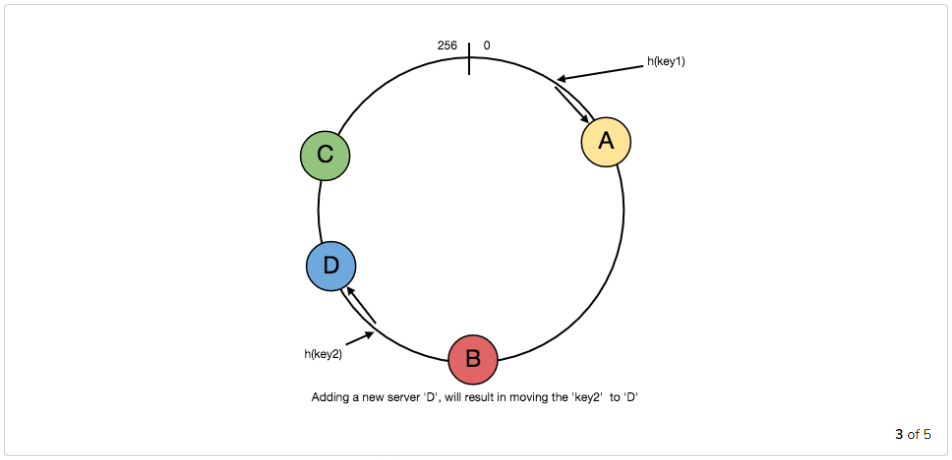 256 0
h(key1)
A
C
D
h(key2)
B
Adding a new server 'D', will result in moving the 'key2' to 'D'
3 of 5